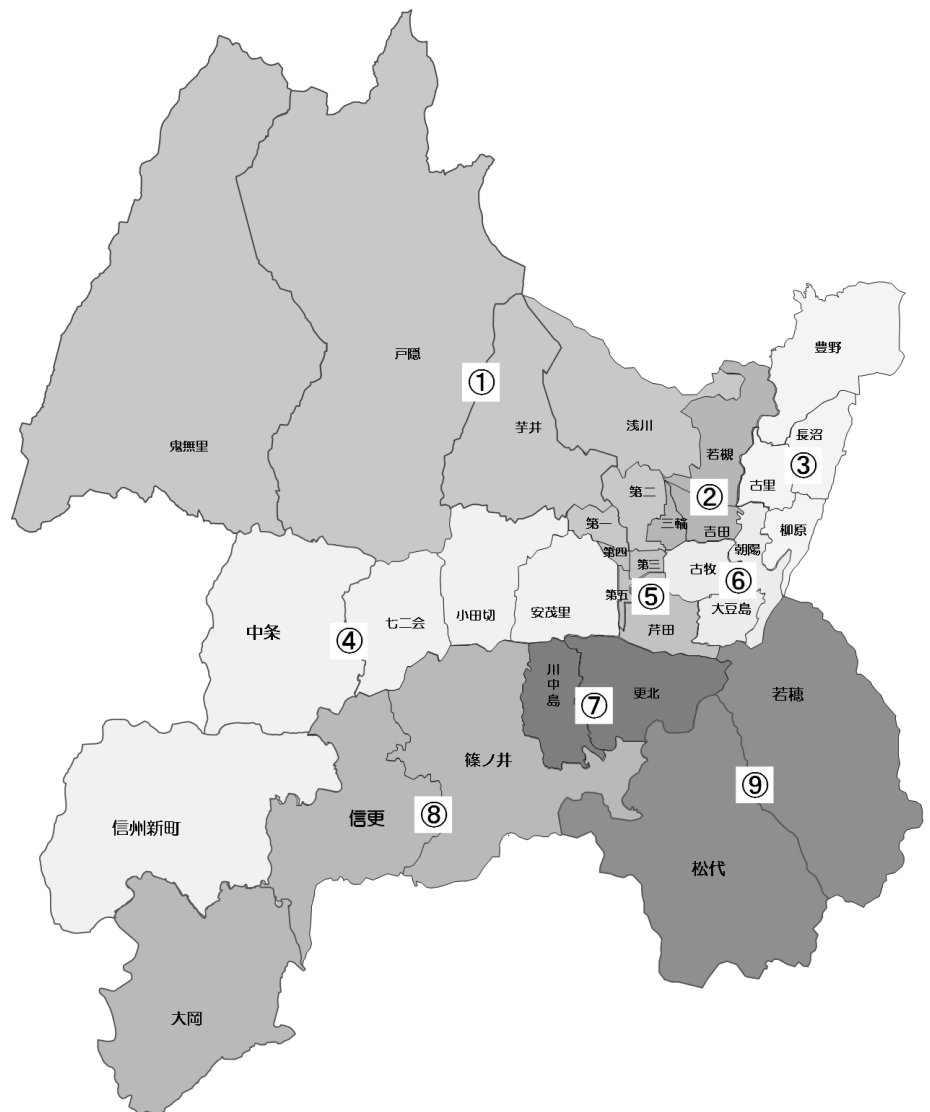 豊野
戸隠
①
芋井
浅川
長沼
鬼無里
若槻
③
古里
第二
②
柳原
第一
三輪
吉田
第四
第三
朝陽
古牧
⑥
第五
⑤
大豆島
芹田
中条
④
七二会
小田切
安茂里
川中島
更北
⑦
若穂
篠ノ井
⑨
信州新町
信更
⑧
松代
大岡